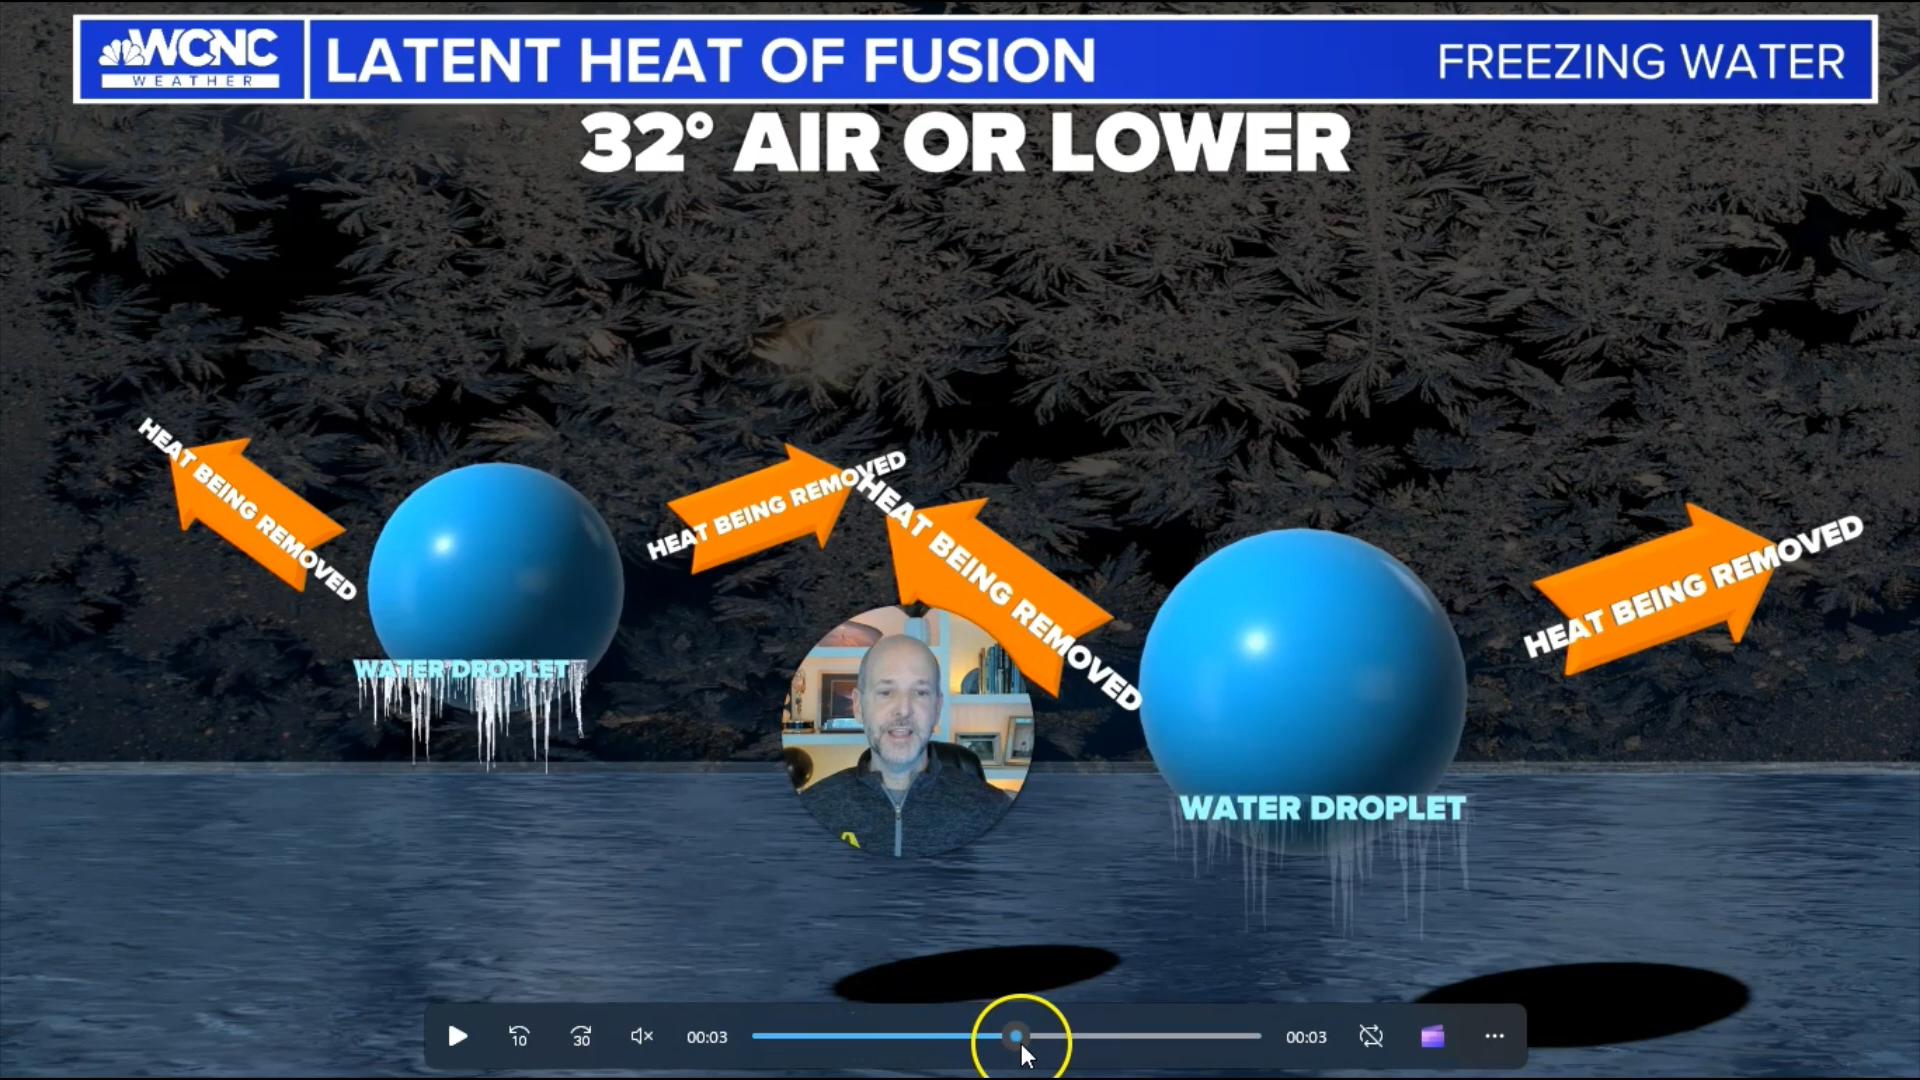 WCNC
WEATHER
LATENT HEAT OF FUSION
FREEZING WATER
32° AIR OR LOWER
HEAT BEING REMOVED
HEAT BEING REMOVED
HEAT BEING REMOVED
HEAT BEING REMOVED
WATER DROPLET
WATER DROPLET
10
30
00:03
00:03